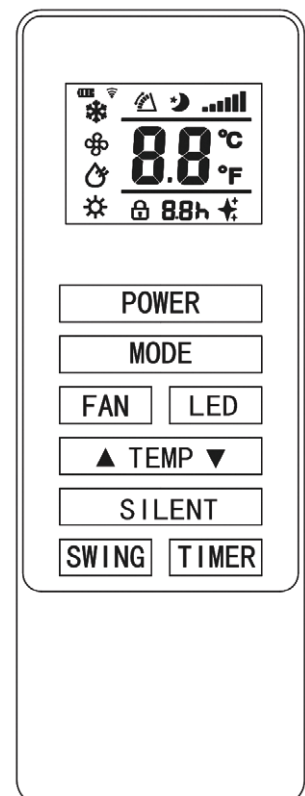 8.8 °C
°F
8.8h
POWER
MODE
FAN LED
▲ TEMP ▼
SILENT
SWING TIMER